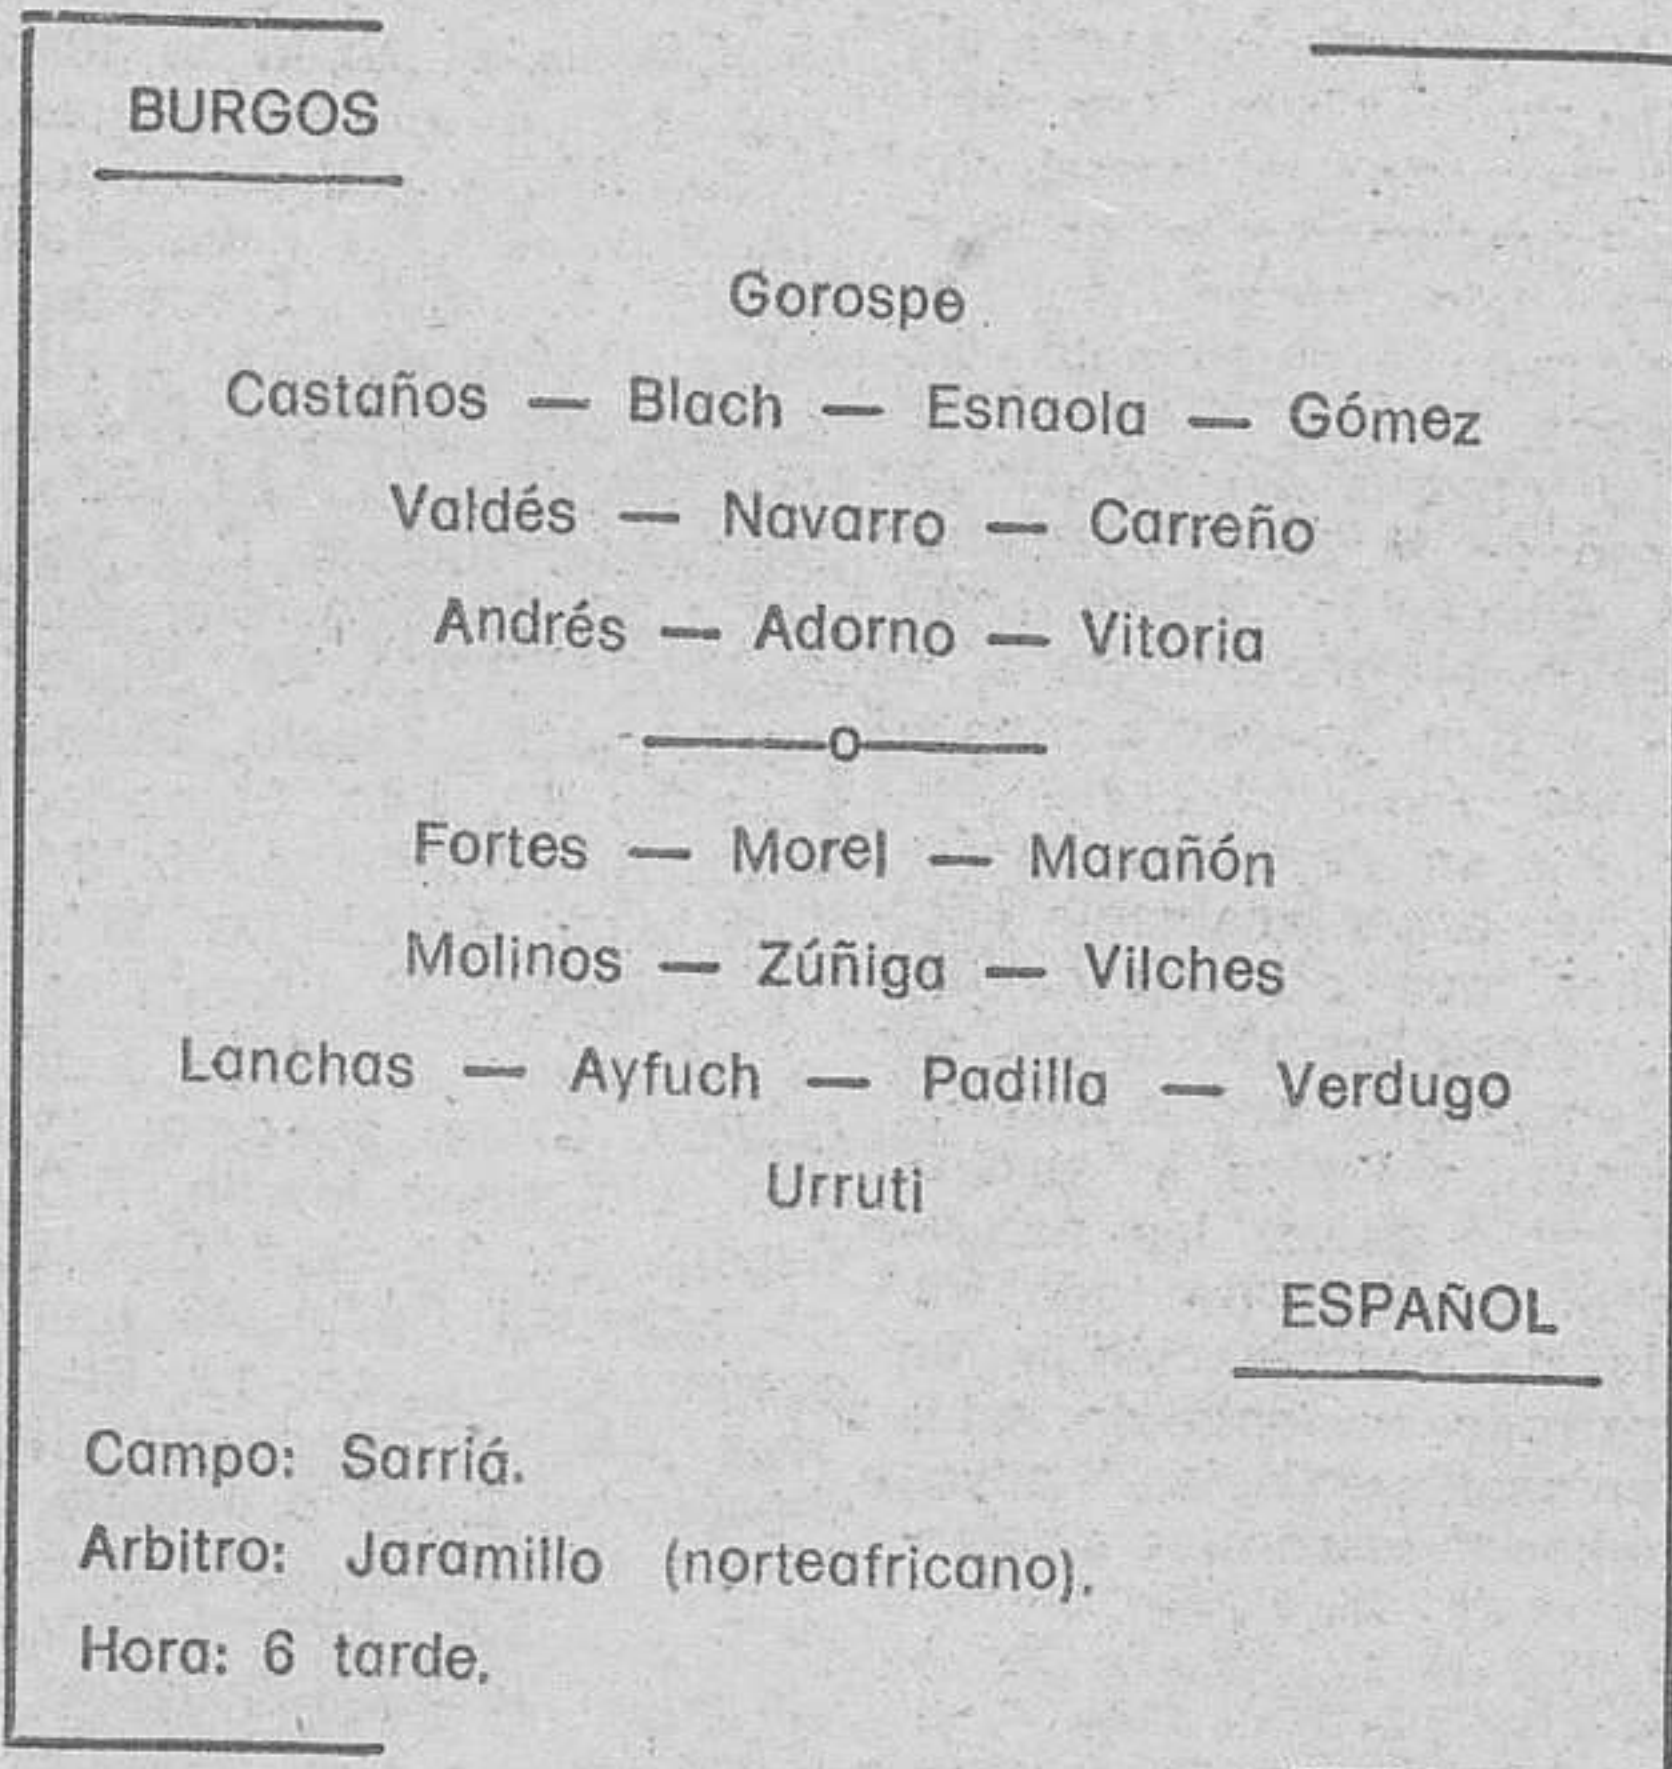 BURGOS
Gorospe
Castaños — Blach — Esnaola — Gómez
Valdés — Navarro — Carreño
Andrés — Adorno — Vitoria
———o———
Fortes — Morel — Marañón
Molinos — Zúñiga — Vilches
Lanchas — Ayfuch — Padilla — Verdugo
Urruti
ESPAÑOL
Campo: Sarriá.
Arbitro: Jaramillo (norteafricano).
Hora: 6 tarde.